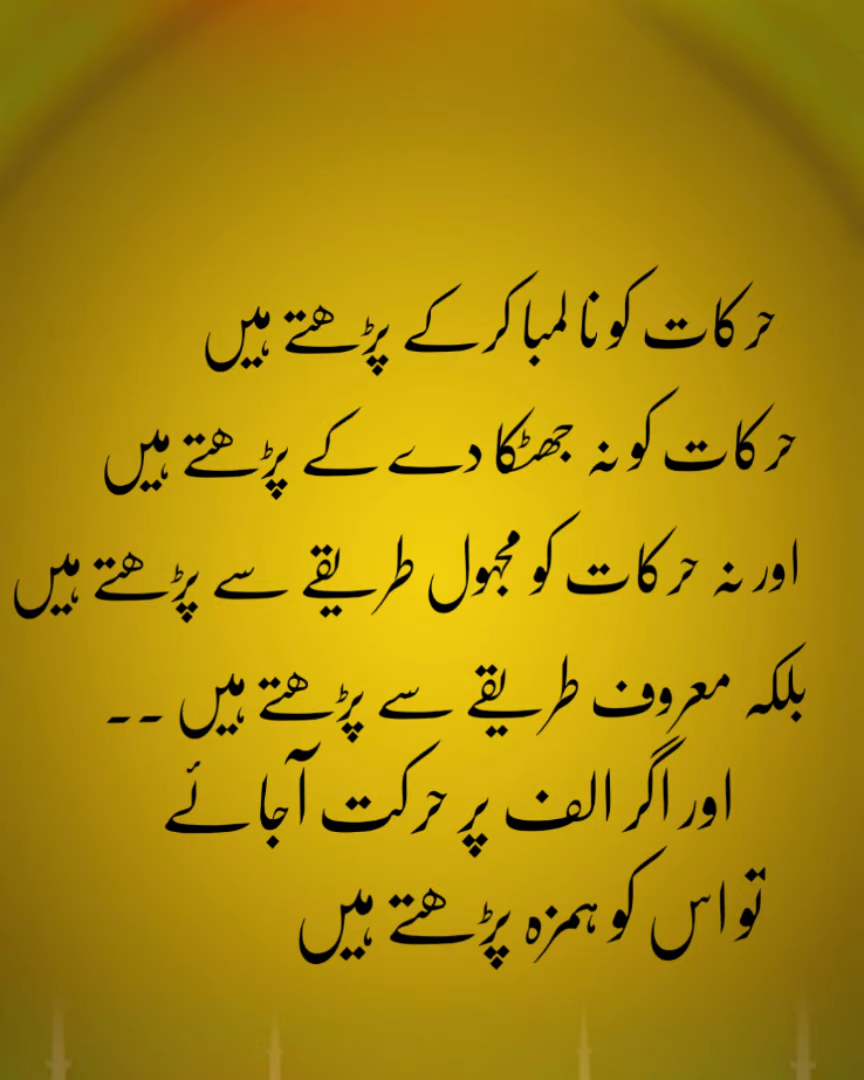 حرکات کو نا لمبا کر کے پڑھتے ہیں
حرکات کو نہ جھٹکا دے کے پڑھتے ہیں
اور نہ حرکات کو مجہول طریقے سے پڑھتے ہیں
بلکہ معروف طریقے سے پڑھتے ہیں ۔۔
اور اگر الف پر حرکت آجائے
تو اس کو ہمزہ پڑھتے ہیں